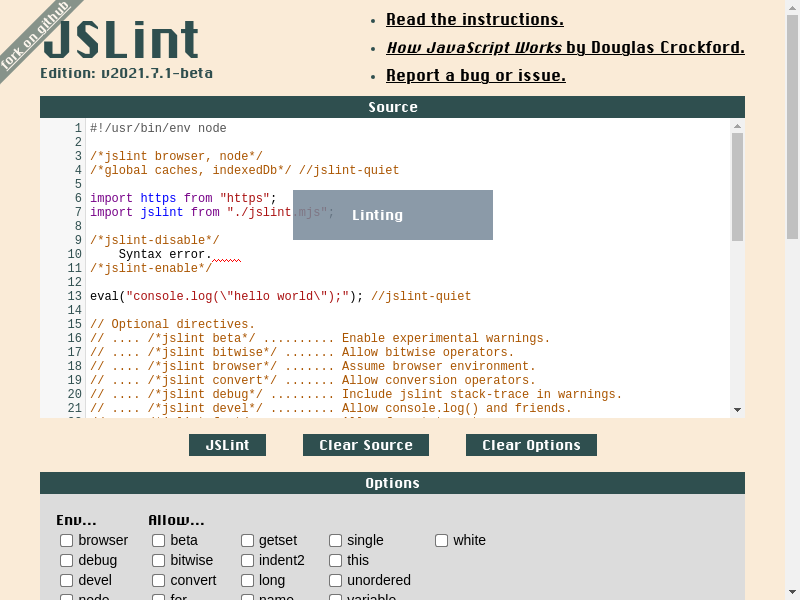 fork on github
JSLint
Edition: v2021.7.1-beta
Read the instructions.
How JavaScript Works by Douglas Crockford.
Report a bug or issue.
Source
1 #!/usr/bin/env node
2
3 /*jslint browser, node*/
4 /*global caches, indexedDb*/ //jslint-quiet
5
6 import https from "https";
7 import jslint from "./jslint.mjs";
Linting
8
9 /*jslint-disable*/
10 Syntax error.
11 /*jslint-enable*/
12
13 eval("console.log(\"hello world\");"); //jslint-quiet
14
15 // Optional directives.
16 // .... /*jslint beta*/ .......... Enable experimental warnings.
17 // .... /*jslint bitwise*/ ....... Allow bitwise operators.
18 // .... /*jslint browser*/ ....... Assume browser environment.
19 // .... /*jslint convert*/ ....... Allow conversion operators.
20 // .... /*jslint debug*/ ......... Include jslint stack-trace in warnings.
21 // .... /*jslint devel*/ ......... Allow console.log() and friends.
JSLint Clear Source Clear Options
Options
Env... Allow...
browser beta getset single white
debug bitwise indent2 this
devel convert long unordered
node for name variable